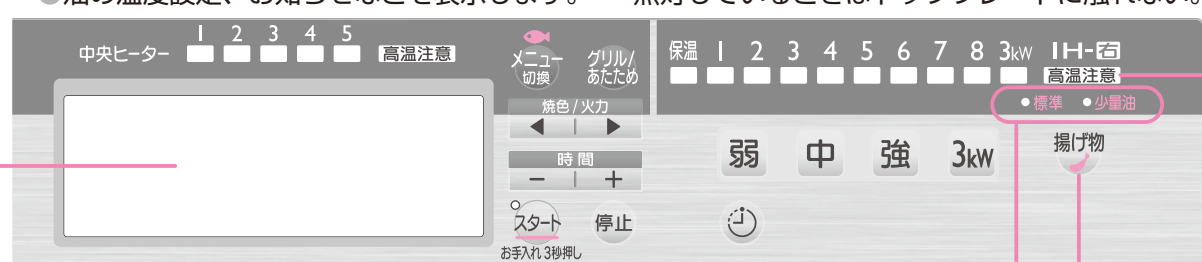 ●油の温度設定、お知らせなどを表示します。 点灯しているときはトッププレートに触れない。
中央ヒーター 1 2 3 4 5 高温注意
メニュー切換
グリル/あたため
焼色/火力
◀ ▶
時間
− +
スタート 停止
お手入れ3秒押し
保温 1 2 3 4 5 6 7 8 3kW IH-右
高温注意
●標準 ●少量油
弱 中 強 3kW 揚げ物